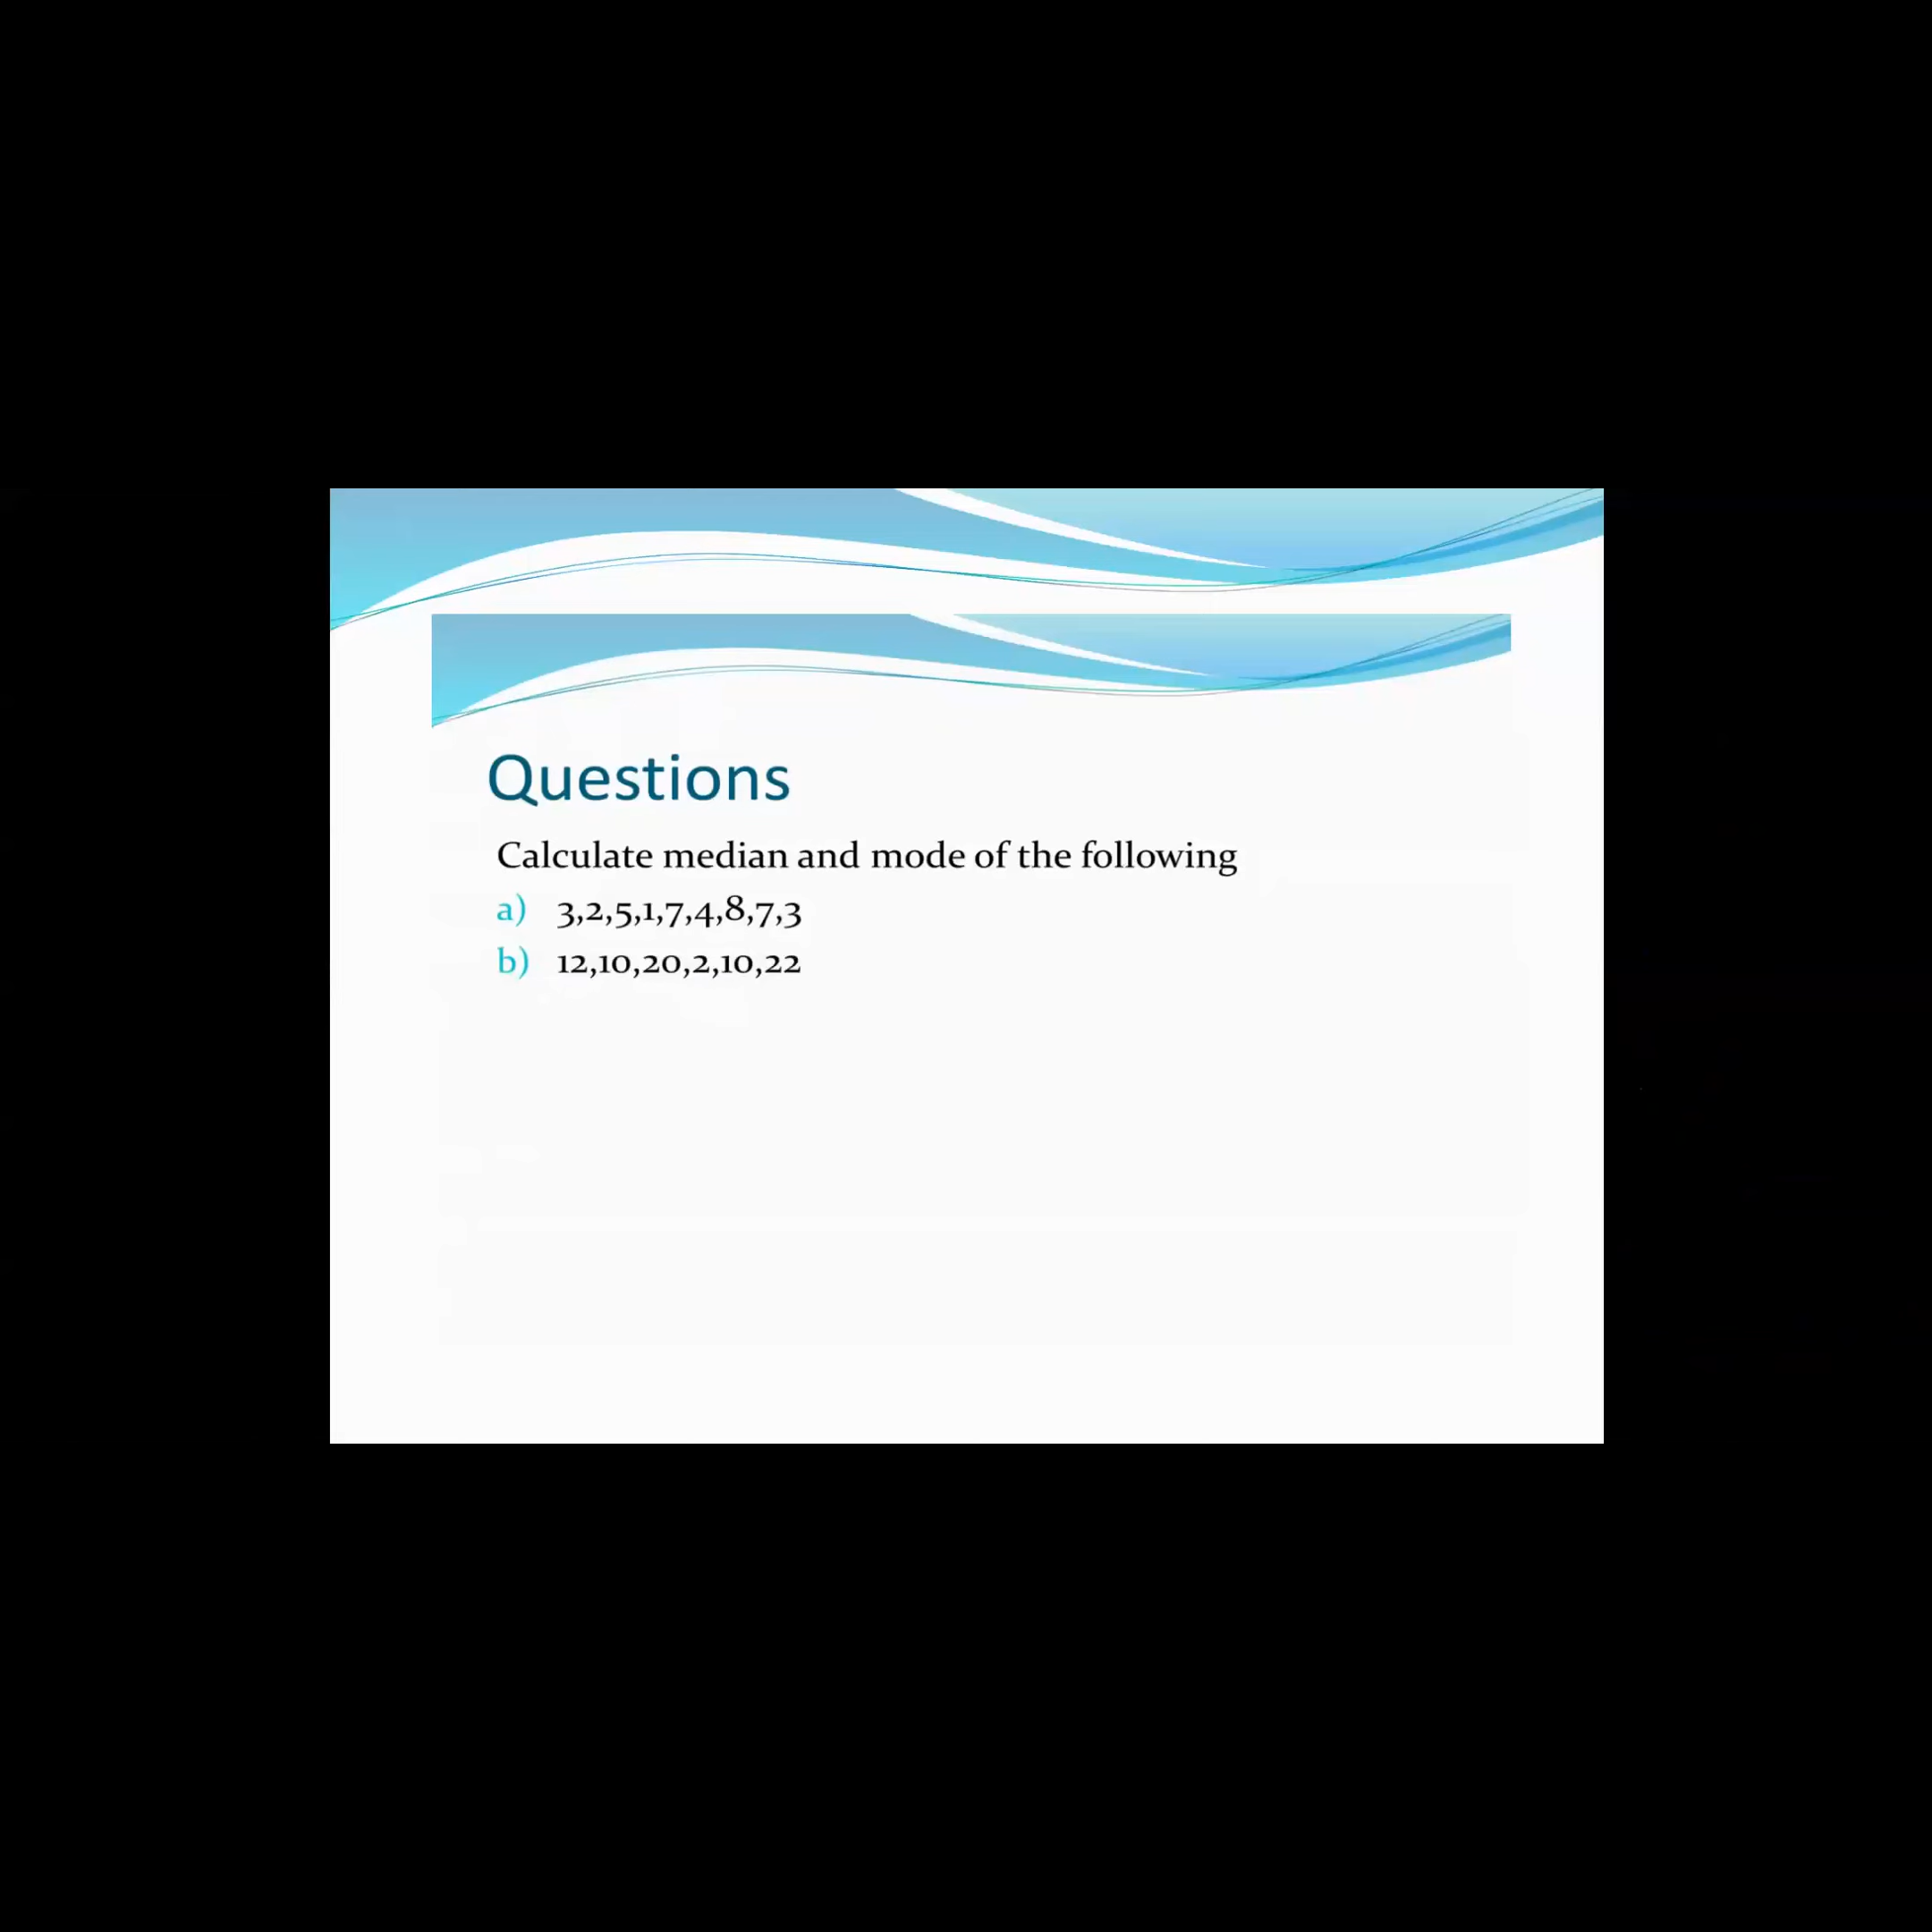 Questions
Calculate median and mode of the following
a) 3,2,5,1,7,4,8,7,3
b) 12,10,20,2,10,22